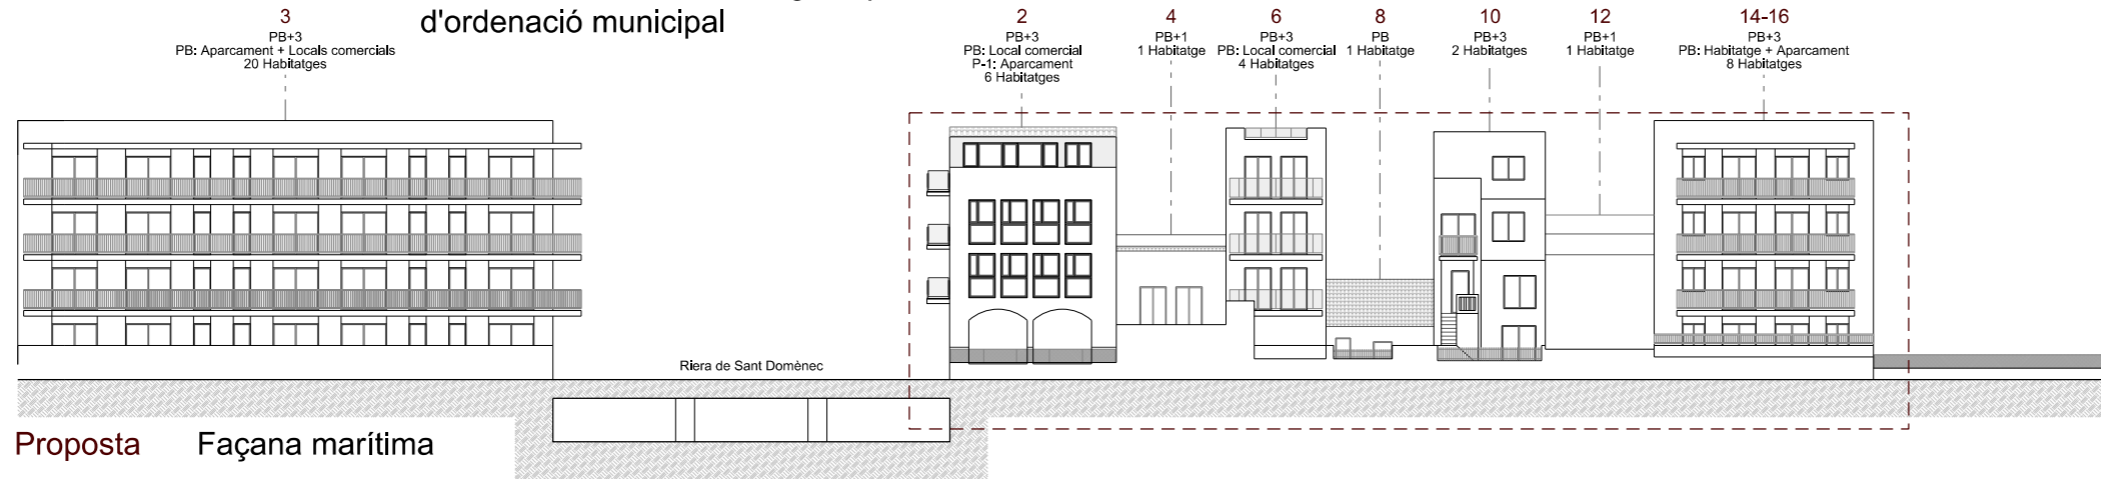 d'ordenació municipal
3
PB+3
PB: Aparcament + Locals comercials
20 Habitatges
2
PB+3
PB: Local comercial
P-1: Aparcament
6 Habitatges
4
PB+1
1 Habitatge
6
PB+3
PB: Local comercial
4 Habitatges
8
PB
1 Habitatge
10
PB+3
2 Habitatges
12
PB+1
1 Habitatge
14-16
PB+3
PB: Habitatge + Aparcament
8 Habitatges
Riera de Sant Domènec
Proposta Façana marítima